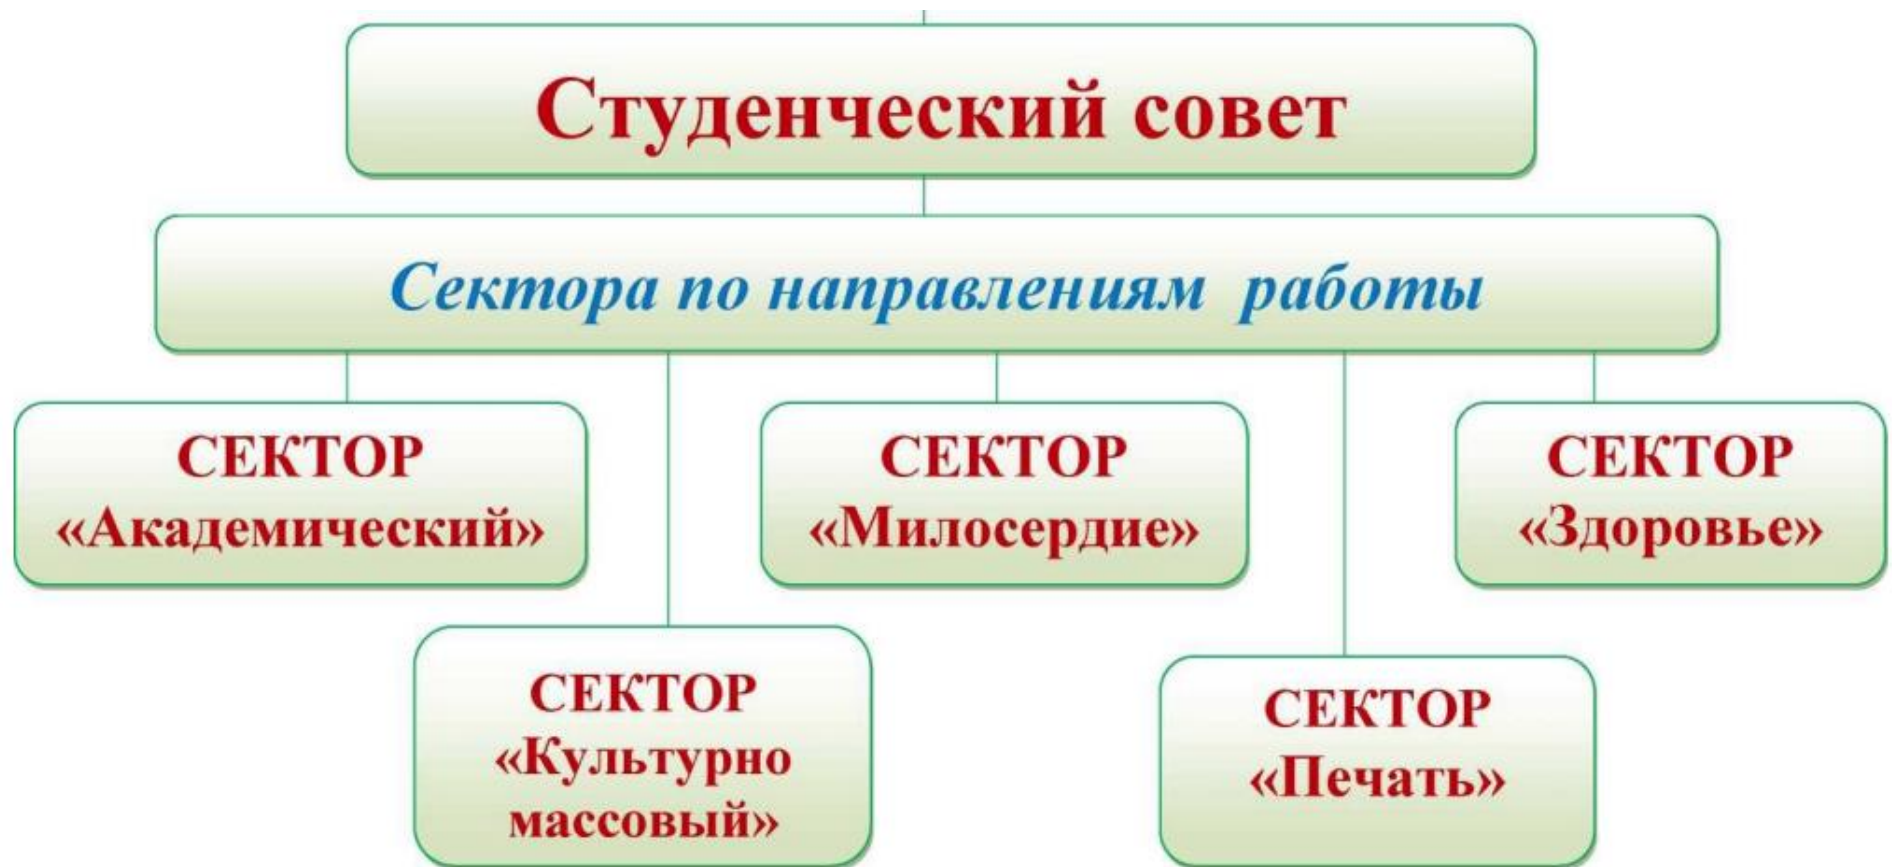 Студенческий совет
Сектора по направлениям работы
СЕКТОР
«Академический»
СЕКТОР
«Милосердие»
СЕКТОР
«Здоровье»
СЕКТОР
«Культурно
массовый»
СЕКТОР
«Печать»